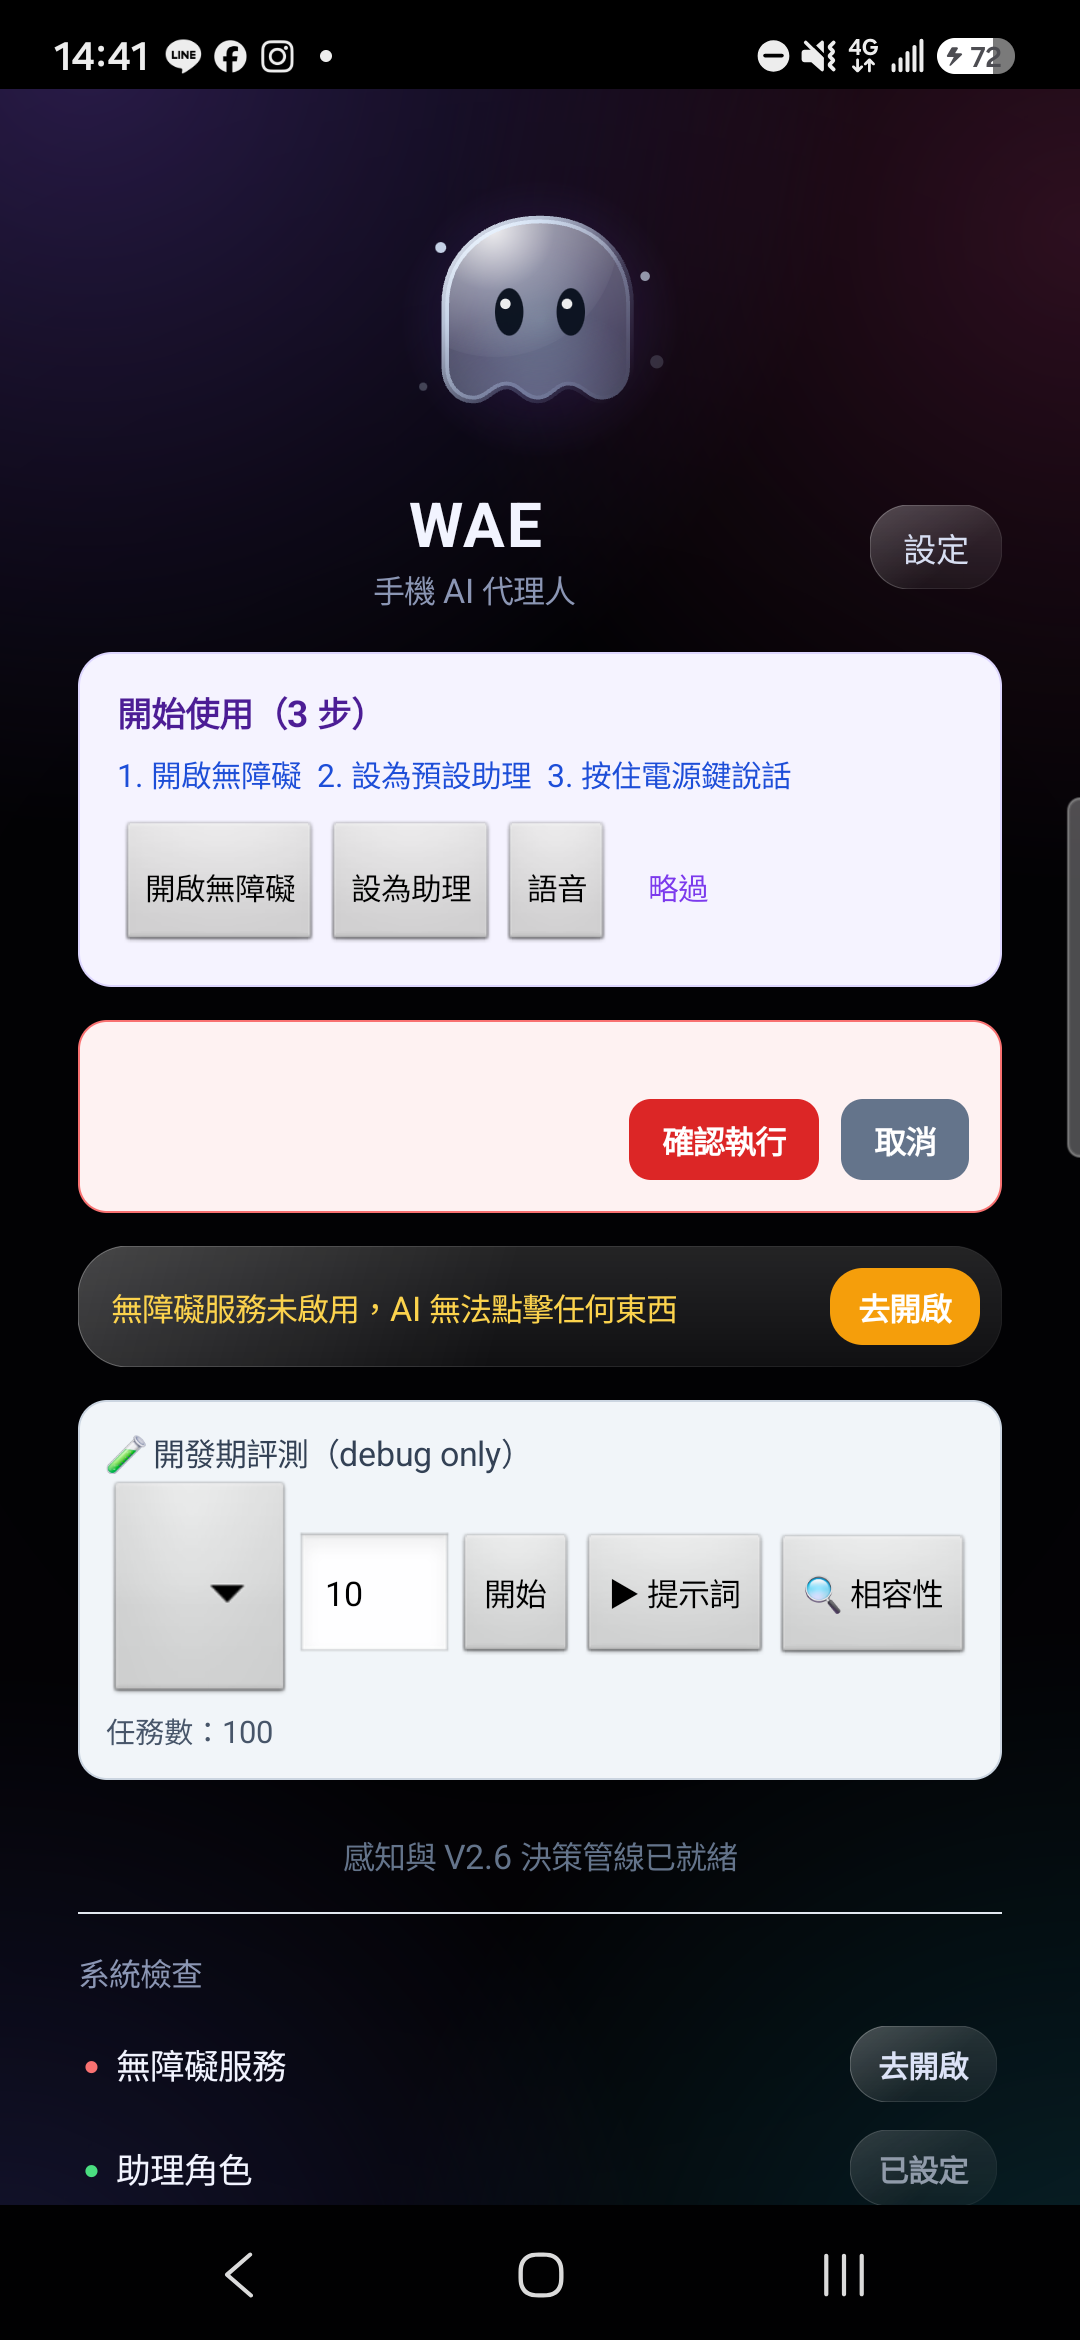 14:41 LINE 4G 72
WAE
手機 AI 代理人
設定
開始使用（3 步）
1. 開啟無障礙 2. 設為預設助理 3. 按住電源鍵說話
開啟無障礙 設為助理 語音 略過
確認執行 取消
無障礙服務未啟用，AI 無法點擊任何東西 去開啟
開發期評測（debug only）
10 開始 ▶ 提示詞 🔍 相容性
任務數：100
感知與 V2.6 決策管線已就緒
系統檢查
無障礙服務 去開啟
助理角色 已設定